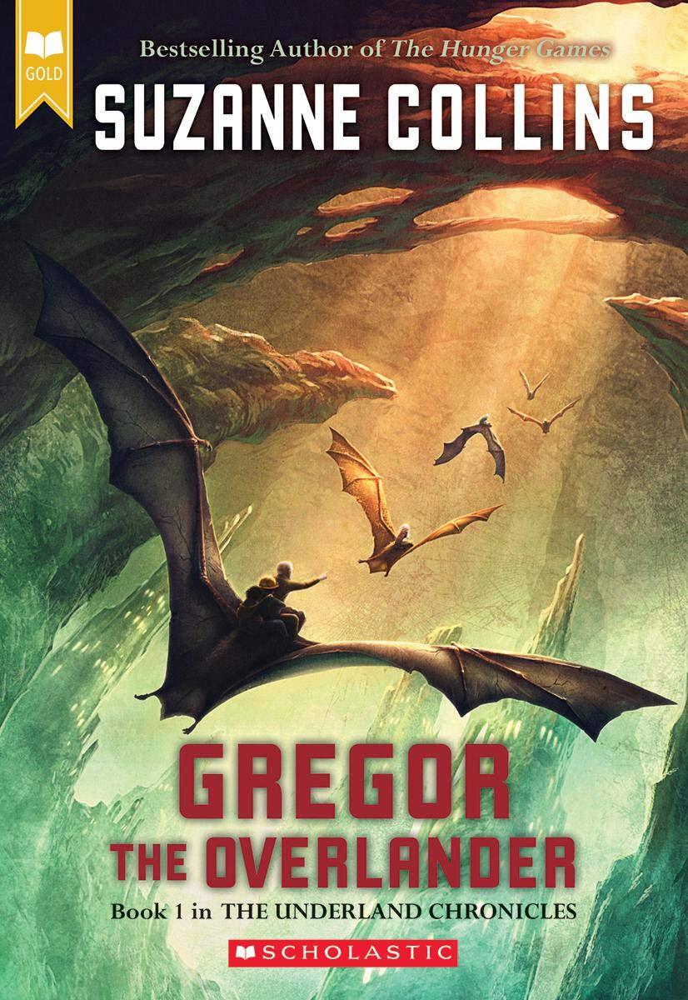 GOLD
Bestselling Author of The Hunger Games
SUZANNE COLLINS
GREGOR
THE OVERLANDER
Book 1 in THE UNDERLAND CHRONICLES
SCHOLASTIC